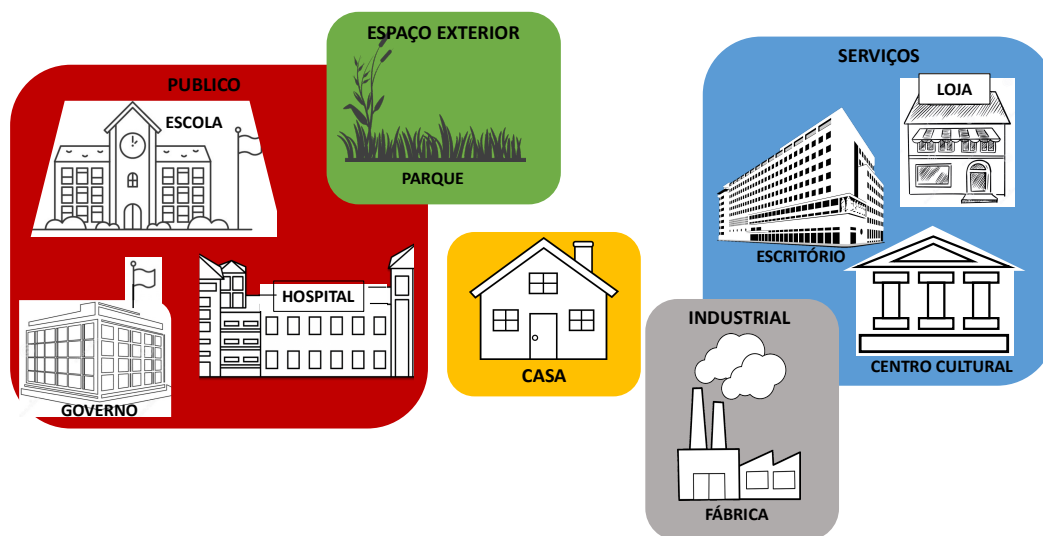 ESPAÇO EXTERIOR
PARQUE
PUBLICO
ESCOLA
HOSPITAL
GOVERNO
CASA
SERVIÇOS
LOJA
ESCRITÓRIO
CENTRO CULTURAL
INDUSTRIAL
FÁBRICA